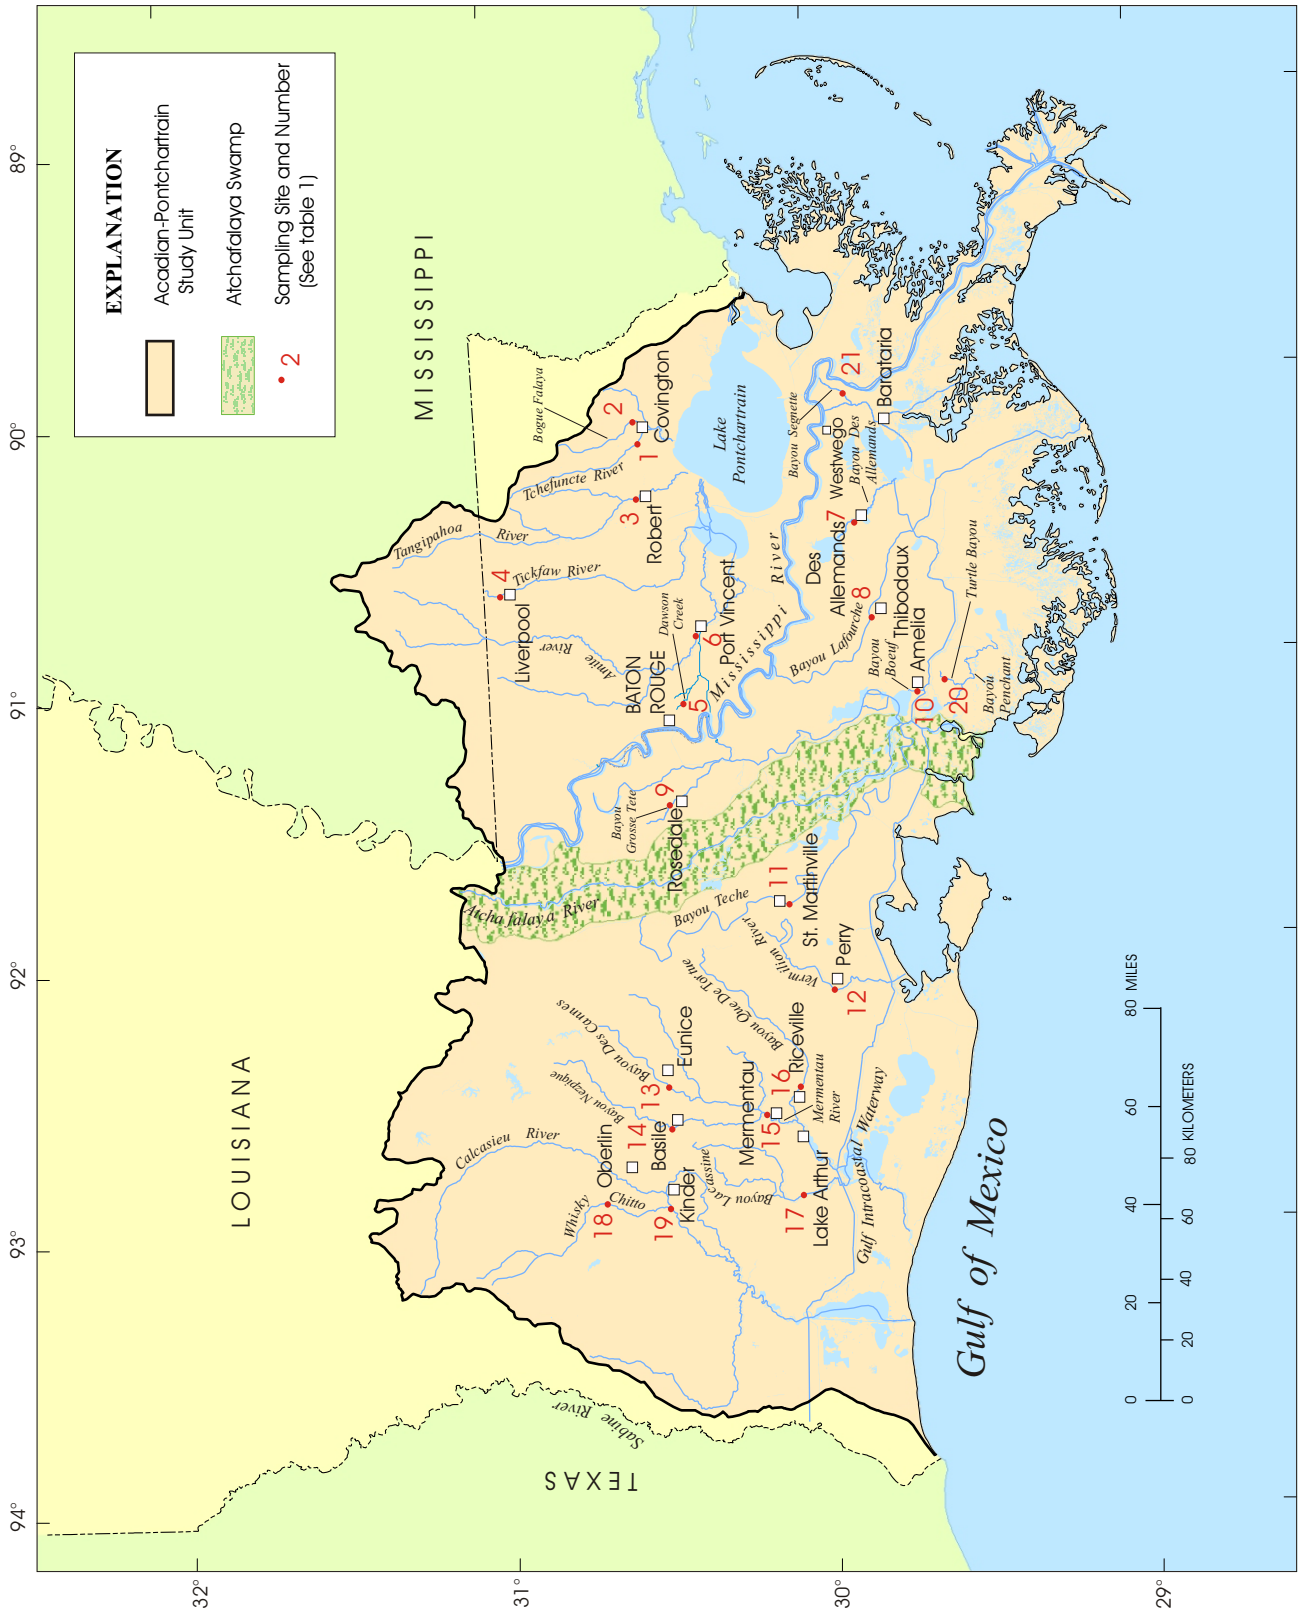 94°
93°
92°
91°
90°
89°
32°
31°
30°
29°
EXPLANATION
Acadian-Pontchartrain
Study Unit
Atchafalaya Swamp
2
Sampling Site and Number
(See table 1)
LOUISIANA
MISSISSIPPI
TEXAS
Sabine River
Gulf of Mexico
Calcasieu River
Whisky
Chitto
18
Oberlin
19
Kinder
14
Basile
Bayou Nezpique
Bayou Des Cannes
13
Eunice
Bayou Lacassine
17
Lake Arthur
Mermentau
15
16
Riceville
Mermentau
River
Bayou Que De Tortue
Gulf Intracoastal Waterway
Vermilion River
12
Perry
Bayou Teche
11
St. Martinville
Atchafalaya River
Bayou
Grosse Tete
9
Rosedale
BATON
ROUGE
5
Dawson
Creek
6
Port Vincent
Mississippi River
Amite River
4
Liverpool
Tickfaw River
Tangipahoa
River
Tchefuncte River
Bogue Falaya
3
Robert
1
2
Covington
Lake
Pontchartrain
Bayou Segnette
Westwego
21
Barataria
Bayou Des
Allemands
7
Des
Allemands
8
Thibodaux
Bayou Lafourche
Bayou
Boeuf
10
Amelia
20
Turtle Bayou
Bayou
Penchant
0 20 40 60 80 MILES
0 20 40 60 80 KILOMETERS